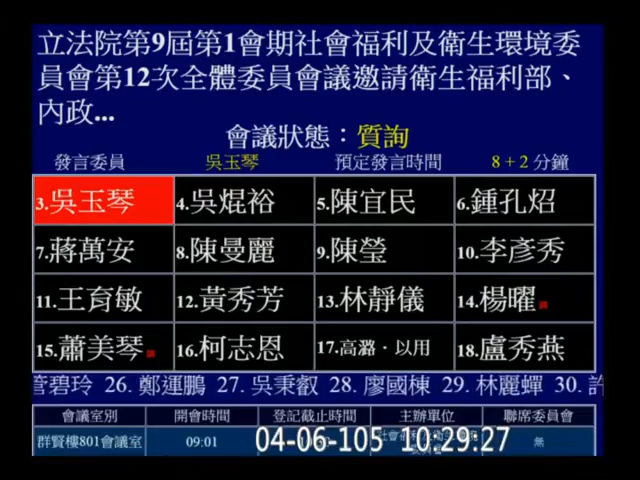 立法院第9屆第1會期社會福利及衛生環境委
員會第12次全體委員會議邀請衛生福利部、
內政...
會議狀態：質詢
發言委員 吳玉琴 預定發言時間 8 + 2 分鐘
3.吳玉琴 4.吳焜裕 5.陳宜民 6.鍾孔炤
7.蔣萬安 8.陳曼麗 9.陳瑩 10.李彥秀
11.王育敏 12.黃秀芳 13.林靜儀 14.楊曜
15.蕭美琴 16.柯志恩 17.高潞．以用 18.盧秀燕
管碧玲 26. 鄭運鵬 27. 吳秉叡 28. 廖國棟 29. 林麗蟬 30. 許
會議室別 開會時間 登記截止時間 主辦單位 聯席委員會
群賢樓801會議室 09:01 無
04-06-105 10:29:27